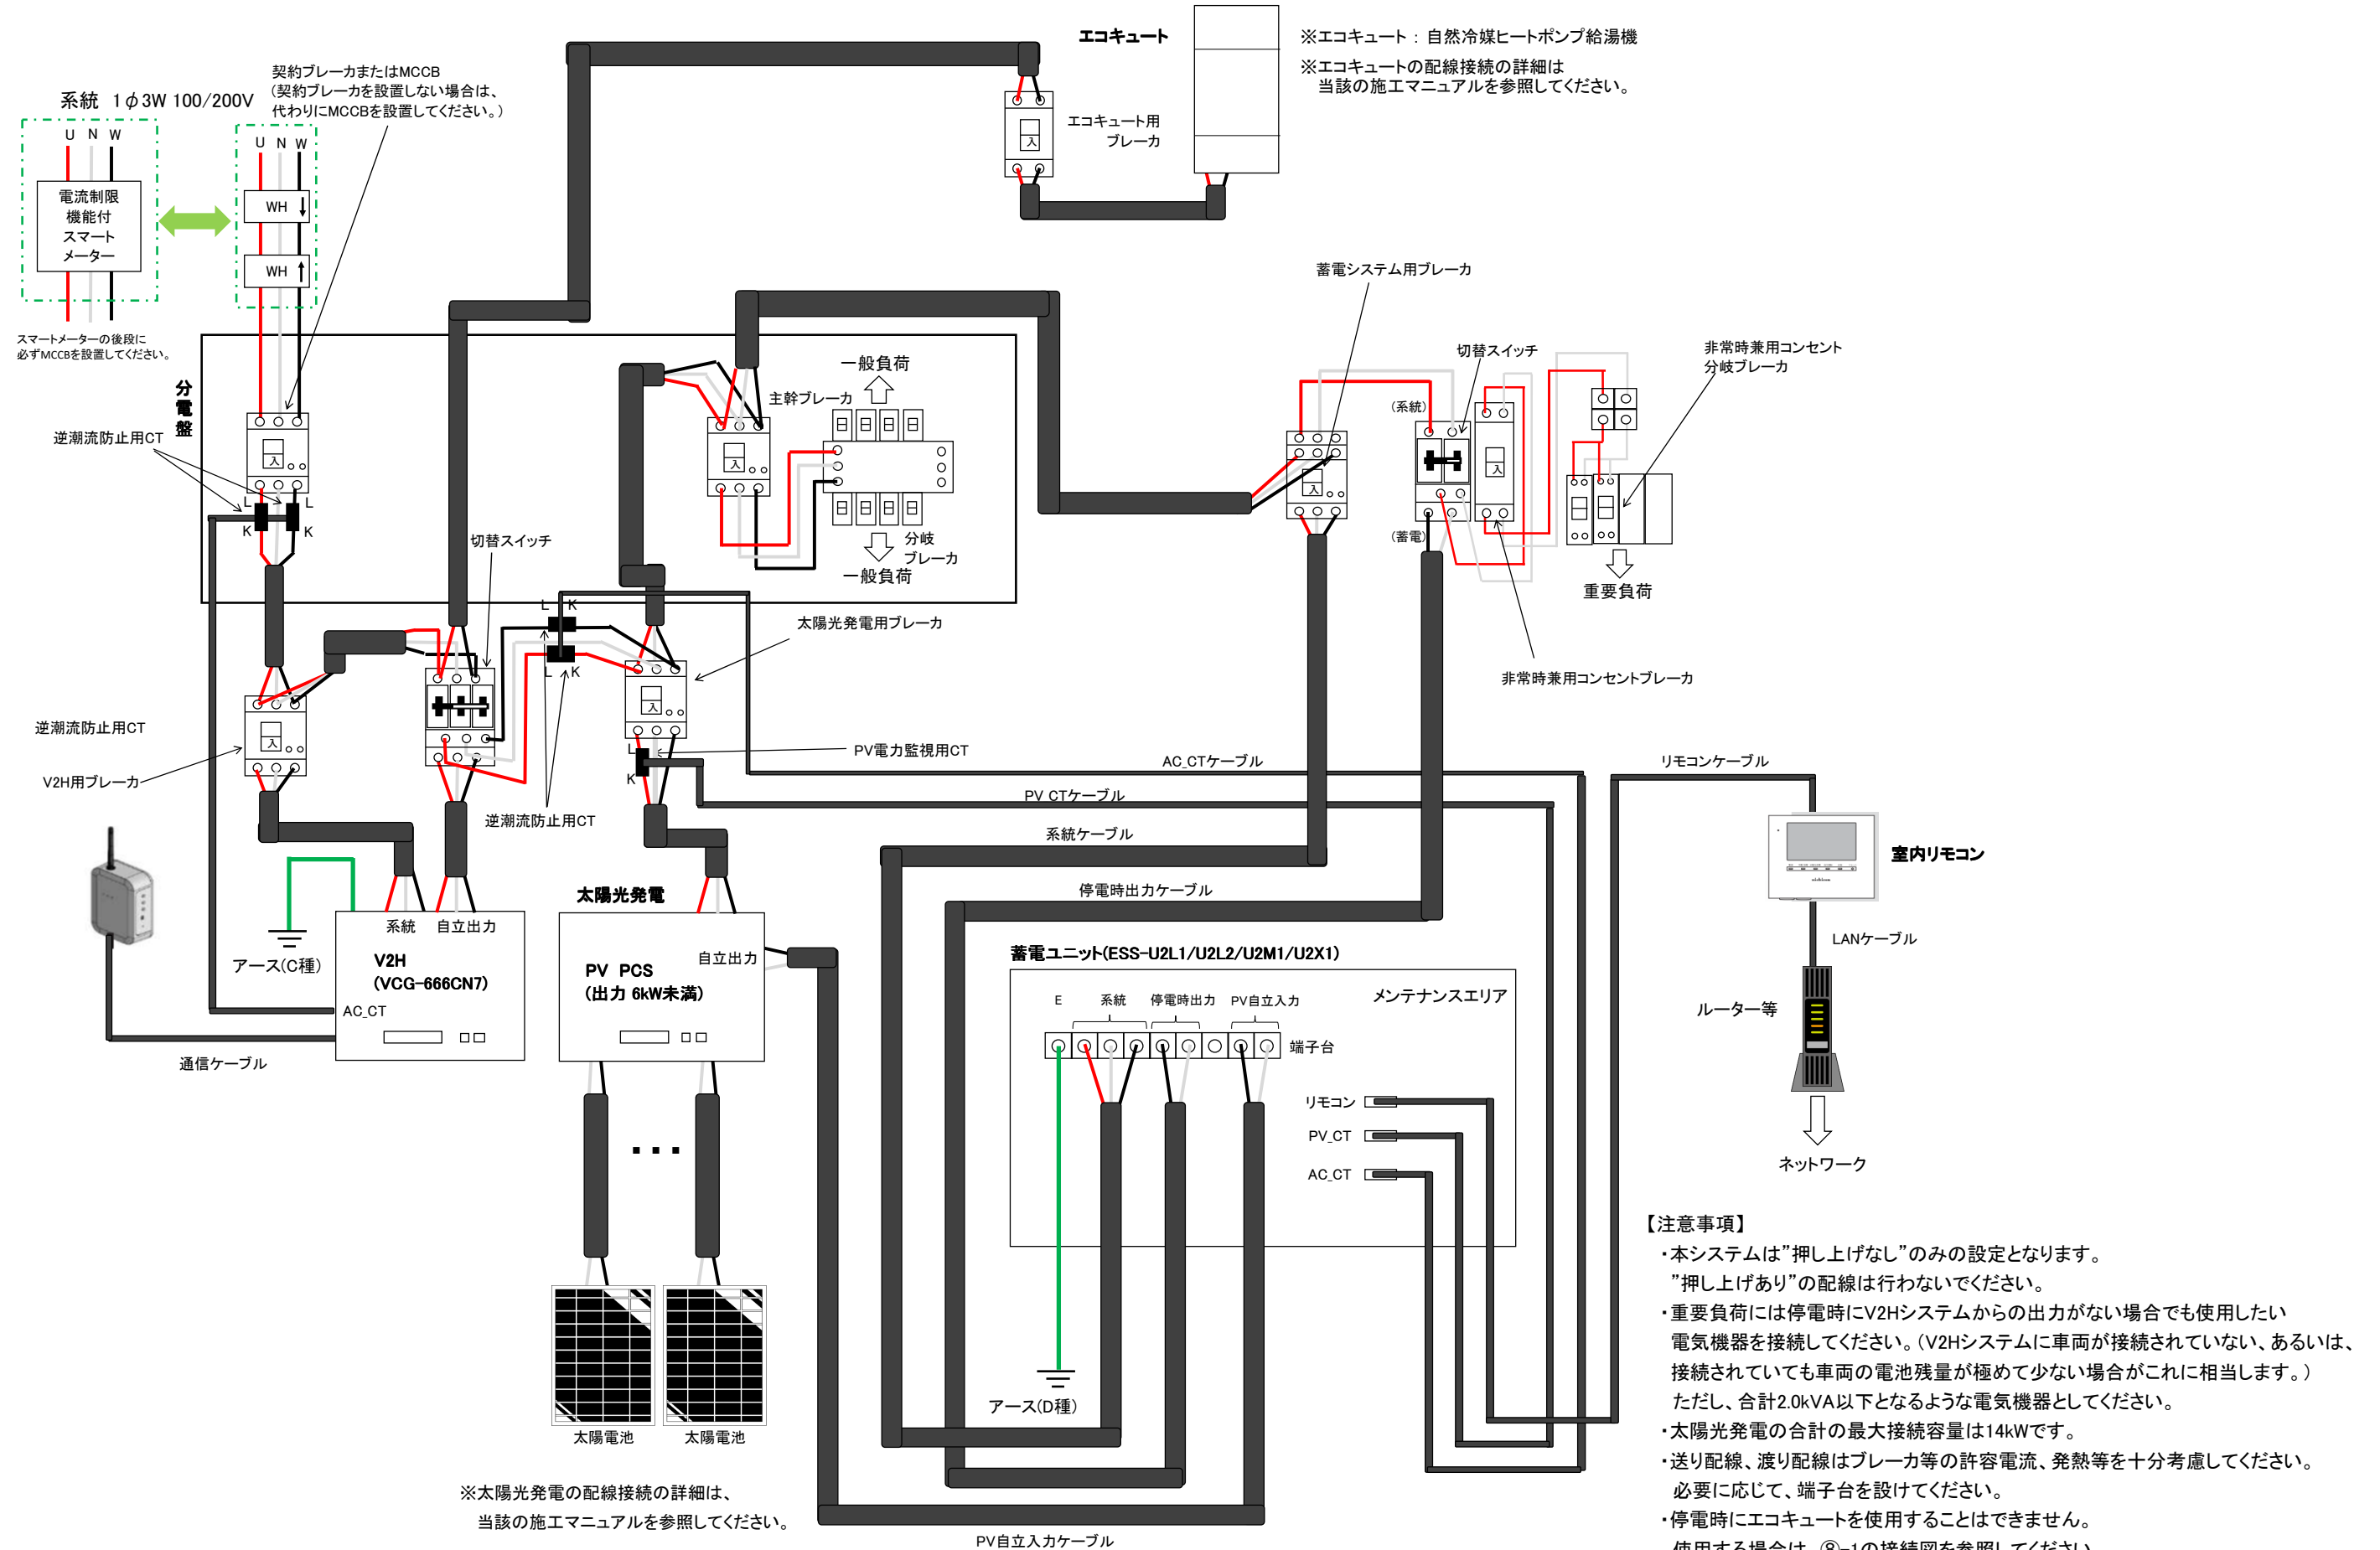 エコキュート
※エコキュート : 自然冷媒ヒートポンプ給湯機
※エコキュートの配線接続の詳細は
当該の施工マニュアルを参照してください。
契約ブレーカまたはMCCB
(契約ブレーカを設置しない場合は、
代わりにMCCBを設置してください。)
系統 1φ3W 100/200V
U N W
U N W
電流制限
機能付
スマート
メーター
WH
WH
スマートメーターの後段に
必ずMCCBを設置してください。
エコキュート用
ブレーカ
入
分電盤
逆潮流防止用CT
入
L
L
K
K
主幹ブレーカ
入
一般負荷
分岐
ブレーカ
一般負荷
蓄電システム用ブレーカ
入
切替スイッチ
(系統)
(蓄電)
入
非常時兼用コンセント
分岐ブレーカ
重要負荷
非常時兼用コンセントブレーカ
切替スイッチ
L K
L K
太陽光発電用ブレーカ
入
逆潮流防止用CT
V2H用ブレーカ
入
L
K
PV電力監視用CT
逆潮流防止用CT
AC_CTケーブル
PV CTケーブル
系統ケーブル
停電時出力ケーブル
リモコンケーブル
室内リモコン
LANケーブル
ルーター等
ネットワーク
アース(C種)
系統 自立出力
V2H
(VCG-666CN7)
AC_CT
通信ケーブル
太陽光発電
自立出力
PV PCS
(出力 6kW未満)
太陽電池 太陽電池
※太陽光発電の配線接続の詳細は、
当該の施工マニュアルを参照してください。
蓄電ユニット(ESS-U2L1/U2L2/U2M1/U2X1)
メンテナンスエリア
E 系統 停電時出力 PV自立入力
端子台
リモコン
PV_CT
AC_CT
アース(D種)
PV自立入力ケーブル
【注意事項】
・本システムは”押し上げなし”のみの設定となります。
”押し上げあり”の配線は行わないでください。
・重要負荷には停電時にV2Hシステムからの出力がない場合でも使用したい
電気機器を接続してください。(V2Hシステムに車両が接続されていない、あるいは、
接続されていても車両の電池残量が極めて少ない場合がこれに相当します。)
ただし、合計2.0kVA以下となるような電気機器としてください。
・太陽光発電の合計の最大接続容量は14kWです。
・送り配線、渡り配線はブレーカ等の許容電流、発熱等を十分考慮してください。
必要に応じて、端子台を設けてください。
・停電時にエコキュートを使用することはできません。
使用する場合は、⑧-1の接続図を参照してください